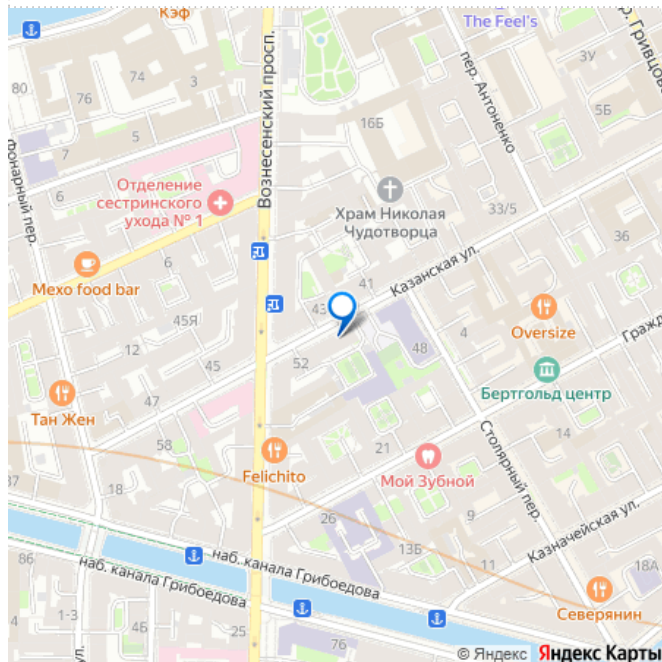 Кэф
The Feel's
80
74
3
76
5
7
6
Фонарный пер.
Вознесенский просп.
16Б
пер. Антоненко
3У
5Б
Отделение
сестринского
ухода № 1
6
Храм Николая
Чудотворца
33/5
36
Казанская ул.
41
43
Mexo food bar
45Я
12
45
52
48
4
Oversize
Бертгольд центр
47
Тан Жен
58
Felichito
21
Мой Зубной
Столярный пер.
14
37
18
26
13Б
11
9
Казначейская ул.
наб. канала Грибоедова
наб. канала Грибоедова
86
1-3
4Б
25
76
18А
Северянин
© Яндекс Яндекс Карты